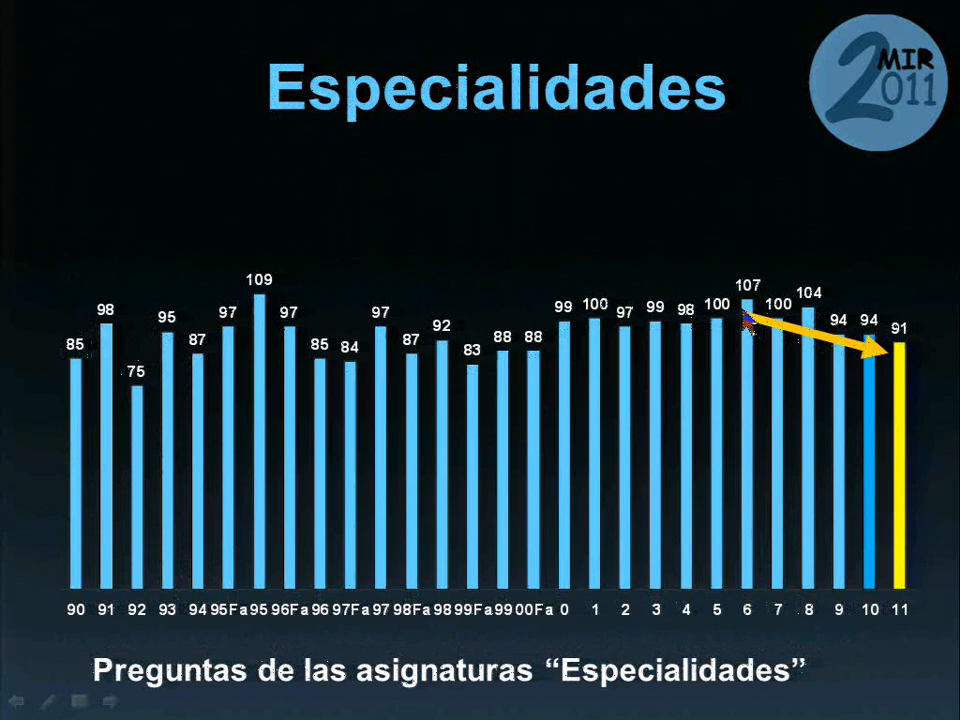 Especialidades
2011 MIR
85 98 75 95 87 97 109 97 85 84 97 87 92 83 88 88 99 100 97 99 98 100 107 100 104 94 94 91
90 91 92 93 94 95Fa 95 96Fa 96 97Fa 97 98Fa 98 99Fa 99 00Fa 0 1 2 3 4 5 6 7 8 9 10 11
Preguntas de las asignaturas “Especialidades”